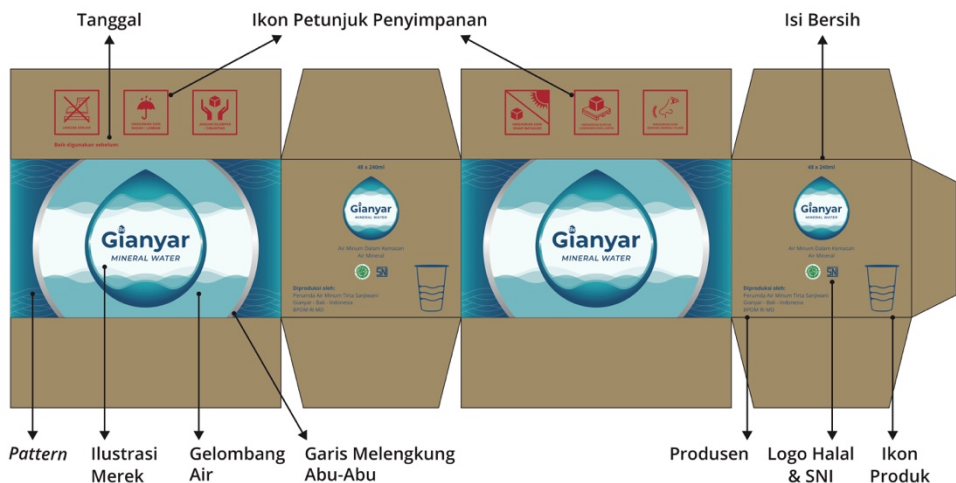 Tanggal
Ikon Petunjuk Penyimpanan
Isi Bersih
Baik digunakan sebelum:
48 x 240ml
Gianyar
MINERAL WATER
Gianyar
MINERAL WATER
Air Minum Dalam Kemasan
Air Mineral
SNI
Diproduksi oleh:
Perumda Air Minum Tirta Sanjiwani
Gianyar - Bali - Indonesia
BPOM RI MD
Gianyar
MINERAL WATER
48 x 240ml
Gianyar
MINERAL WATER
Air Minum Dalam Kemasan
Air Mineral
SNI
Diproduksi oleh:
Perumda Air Minum Tirta Sanjiwani
Gianyar - Bali - Indonesia
BPOM RI MD
Pattern
Ilustrasi
Merek
Gelombang
Air
Garis Melengkung
Abu-Abu
Produsen
Logo Halal
& SNI
Ikon
Produk